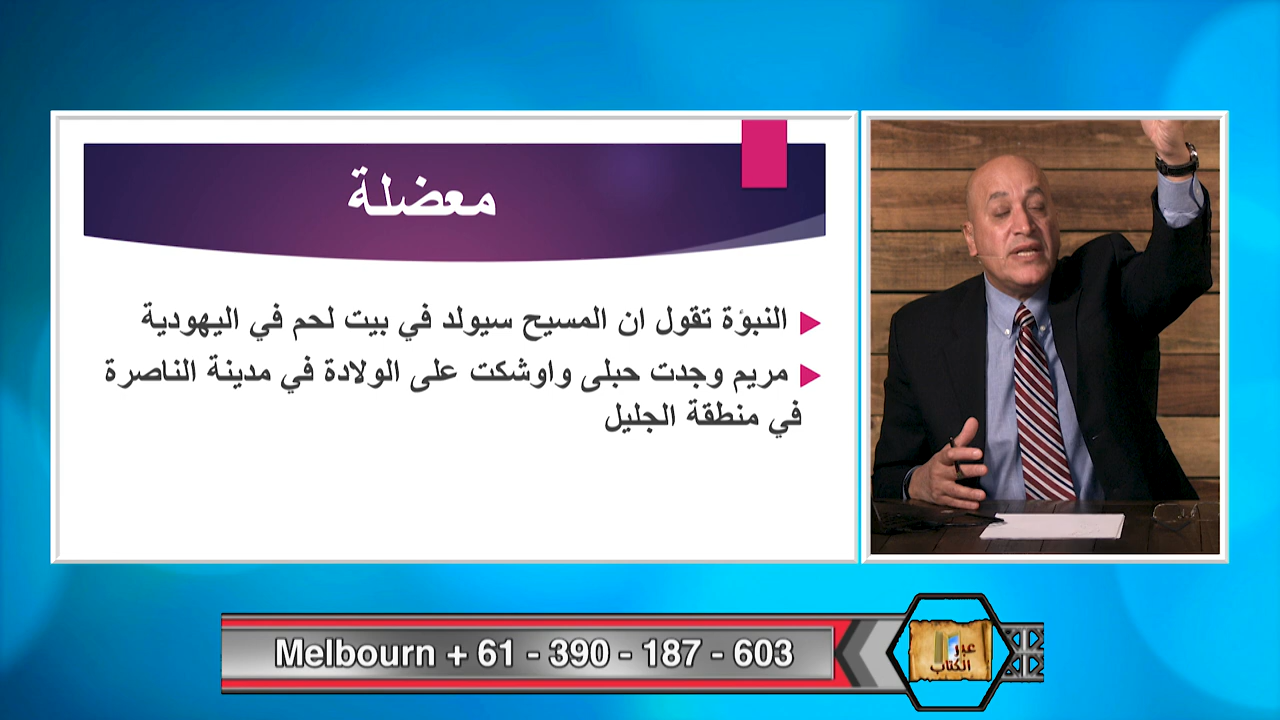 معضلة
النبؤة تقول ان المسيح سيولد في بيت لحم في اليهودية
مريم وجدت حبلى واوشكت على الولادة في مدينة الناصرة
في منطقة الجليل
Melbourn + 61 - 390 - 187 - 603
عبر
الكتاب